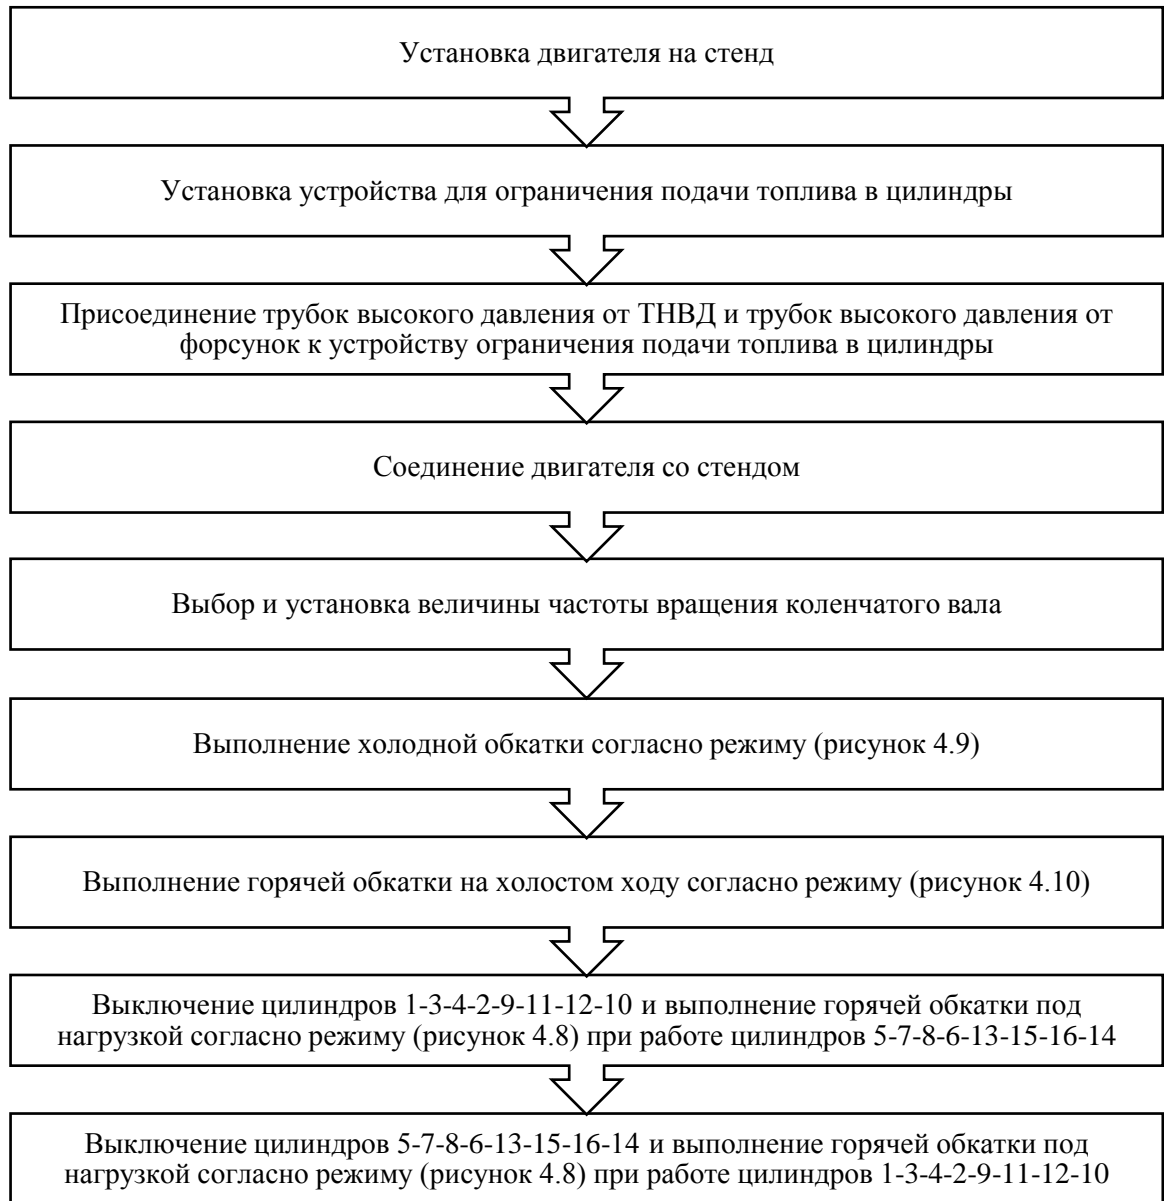 Установка двигателя на стенд
Установка устройства для ограничения подачи топлива в цилиндры
Присоединение трубок высокого давления от ТНВД и трубок высокого давления от
форсунок к устройству ограничения подачи топлива в цилиндры
Соединение двигателя со стендом
Выбор и установка величины частоты вращения коленчатого вала
Выполнение холодной обкатки согласно режиму (рисунок 4.9)
Выполнение горячей обкатки на холостом ходу согласно режиму (рисунок 4.10)
Выключение цилиндров 1-3-4-2-9-11-12-10 и выполнение горячей обкатки под
нагрузкой согласно режиму (рисунок 4.8) при работе цилиндров 5-7-8-6-13-15-16-14
Выключение цилиндров 5-7-8-6-13-15-16-14 и выполнение горячей обкатки под
нагрузкой согласно режиму (рисунок 4.8) при работе цилиндров 1-3-4-2-9-11-12-10